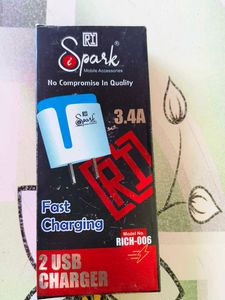 RI
iSpark
Mobile Accessories
No Compromise In Quality
3.4A
RI
Fast
Charging
Model No.
RICH-006
2 USB
CHARGER